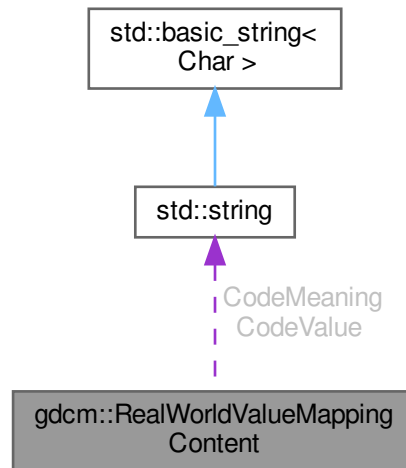 std::basic_string<
Char >
std::string
CodeMeaning
CodeValue
gdcm::RealWorldValueMapping
Content